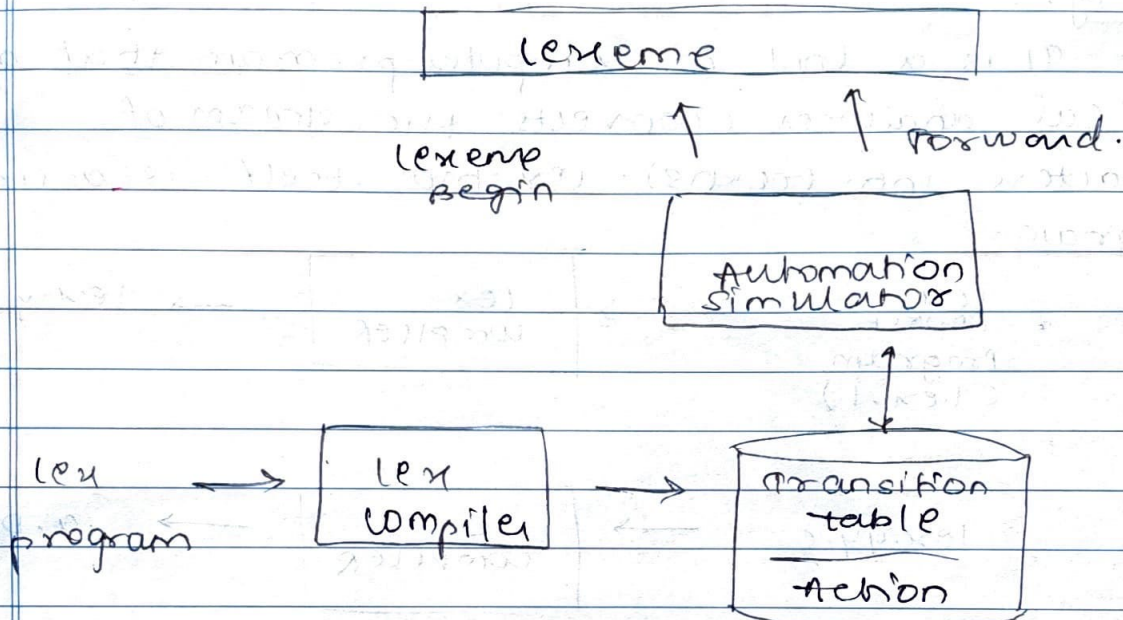 lexeme
lexeme
Begin
Forward.
Automation
simulator
lex
program
lex
compiler
Transition
table
Action